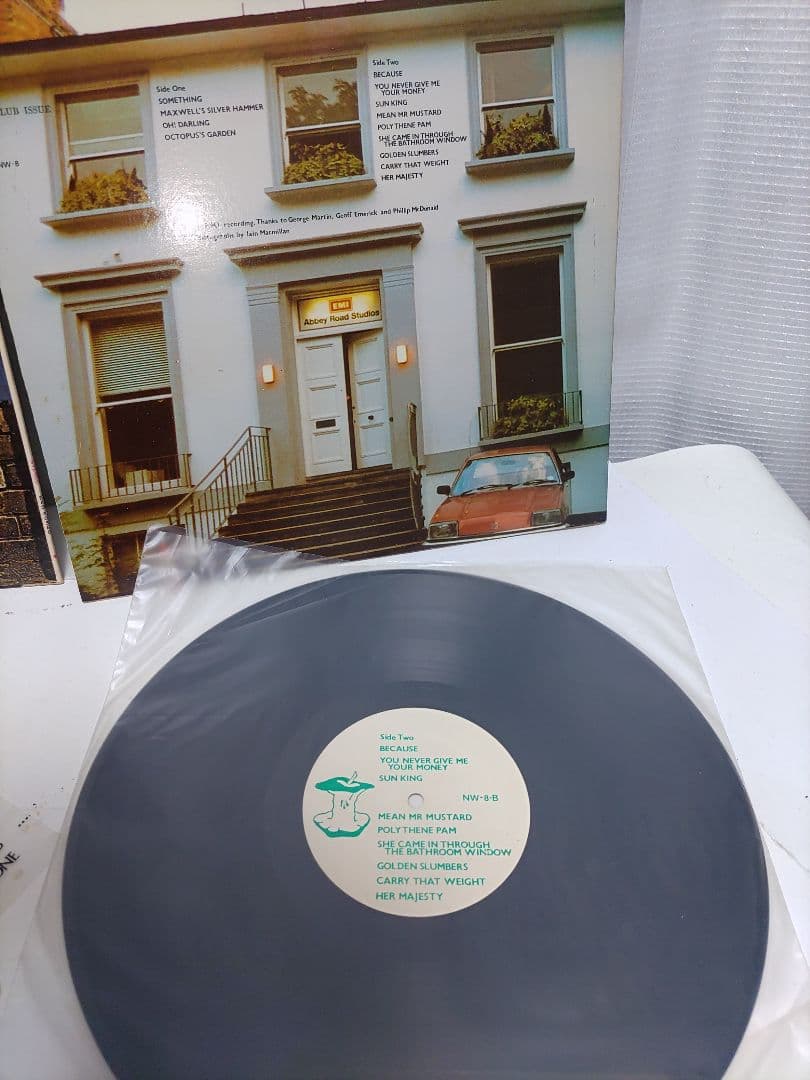 LUB ISSUE
NW-8
Side One
SOMETHING
MAXWELL'S SILVER HAMMER
OH! DARLING
OCTOPUS'S GARDEN
Side Two
BECAUSE
YOU NEVER GIVE ME
YOUR MONEY
SUN KING
MEAN MR MUSTARD
POLYTHENE PAM
SHE CAME IN THROUGH
THE BATHROOM WINDOW
GOLDEN SLUMBERS
CARRY THAT WEIGHT
HER MAJESTY
recording. Thanks to George Martin, Geoff Emerick and Phillip McDonald
by Iain Macmillan
EMI
Abbey Road Studios
Side Two
BECAUSE
YOU NEVER GIVE ME
YOUR MONEY
SUN KING
NW-8-B
MEAN MR MUSTARD
POLYTHENE PAM
SHE CAME IN THROUGH
THE BATHROOM WINDOW
GOLDEN SLUMBERS
CARRY THAT WEIGHT
HER MAJESTY